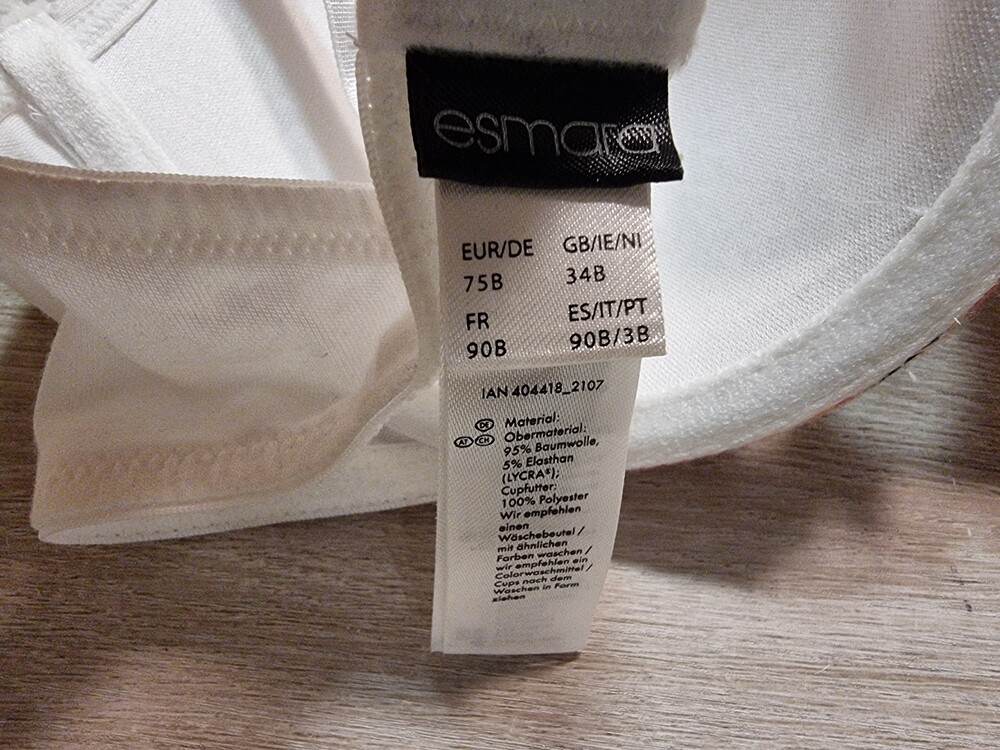 esmara
EUR/DE GB/IE/NI
75B 34B
FR ES/IT/PT
90B 90B/3B
IAN 404418_2107
DE Material:
AT CH Obermaterial:
95% Baumwolle,
5% Elasthan
(LYCRA®);
Cupfutter:
100% Polyester
Wir empfehlen
einen
Wäschebeutel /
mit ähnlichen
Farben waschen /
wir empfehlen ein
Colorwaschmittel /
Cups nach dem
Waschen in Form
ziehen